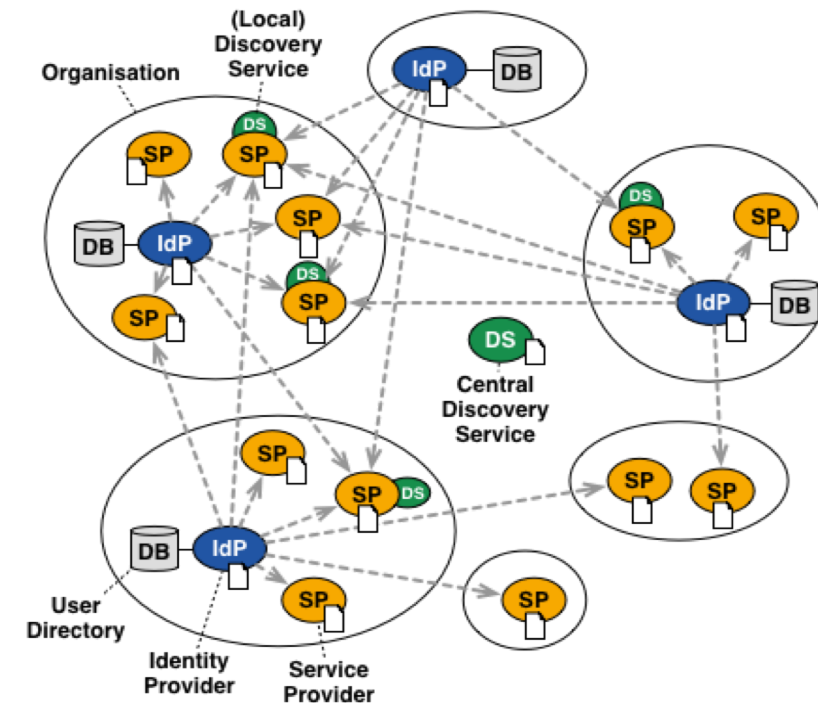 (Local)
Discovery
Service
Organisation
IdP
DB
DS
SP
SP
DS
SP
SP
SP
DB
IdP
DS
SP
SP
IdP
DB
DS
Central
Discovery
Service
SP
SP
DS
SP
SP
DB
IdP
SP
SP
User
Directory
Identity
Provider
Service
Provider